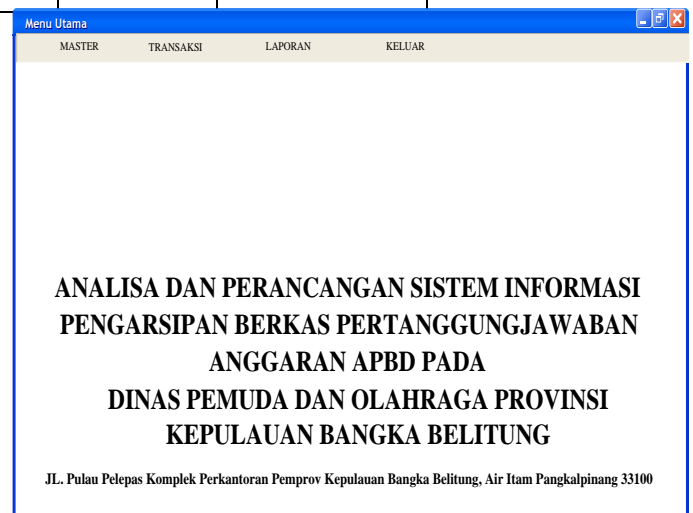 Menu Utama
MASTER TRANSAKSI LAPORAN KELUAR
ANALISA DAN PERANCANGAN SISTEM INFORMASI
PENGARSIPAN BERKAS PERTANGGUNGJAWABAN
ANGGARAN APBD PADA
DINAS PEMUDA DAN OLAHRAGA PROVINSI
KEPULAUAN BANGKA BELITUNG
JL. Pulau Pelepas Komplek Perkantoran Pemprov Kepulauan Bangka Belitung, Air Itam Pangkalpinang 33100